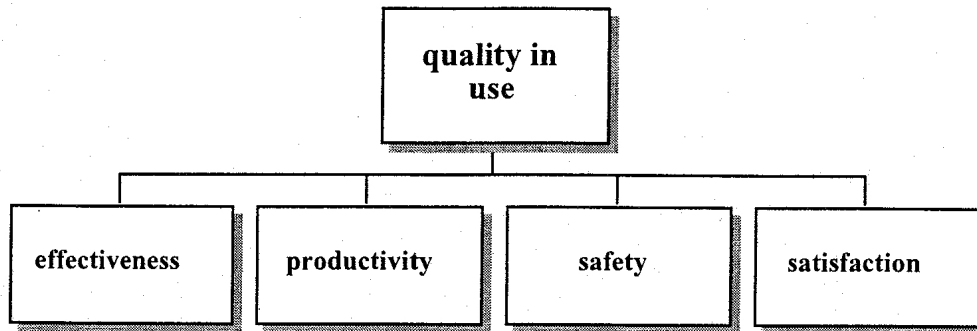 quality in
use
effectiveness
productivity
safety
satisfaction